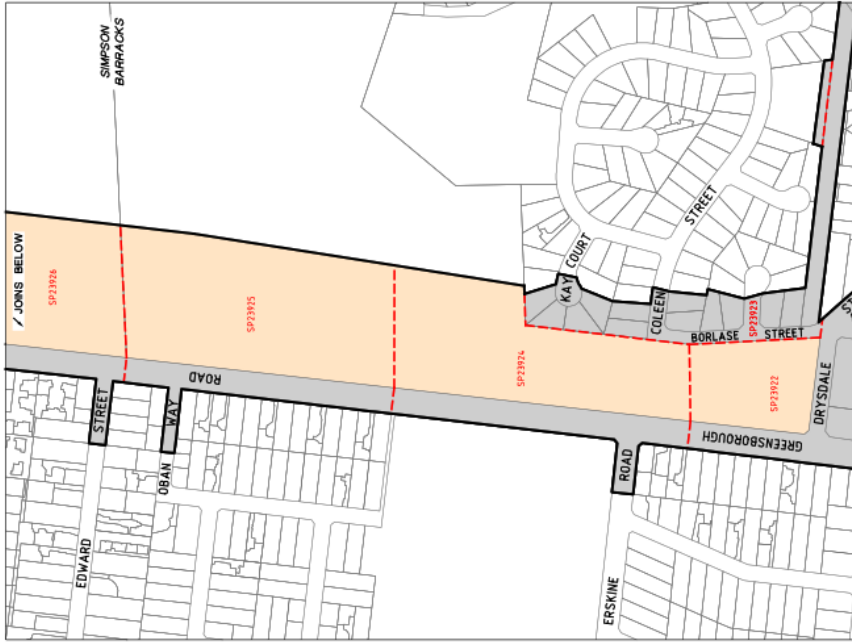 SIMPSON
BARRACKS
/ JOINS BELOW
SP23926
SP23925
SP23924
SP23923
SP23922
KAY
COURT
COLEEN
STREET
BORLASE
STREET
DRYSDALE
ROAD
GREENSBOROUGH
STREET
EDWARD
WAY
OBAN
ROAD
ERSKINE